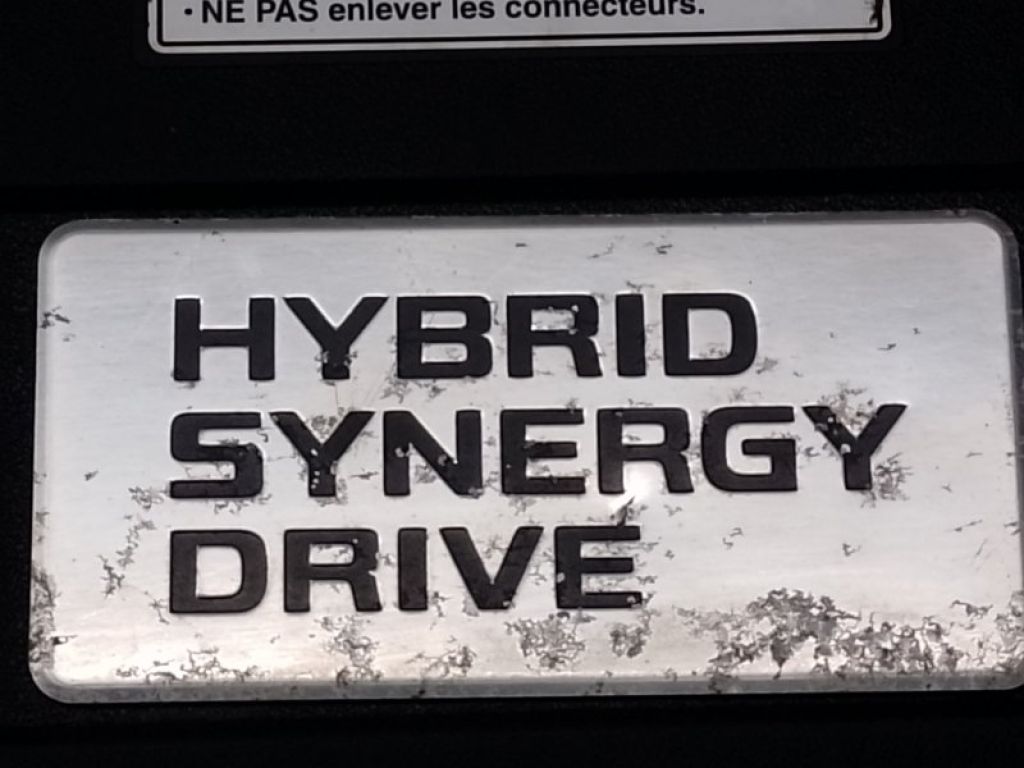 · NE PAS enlever les connecteurs.
HYBRID
SYNERGY
DRIVE